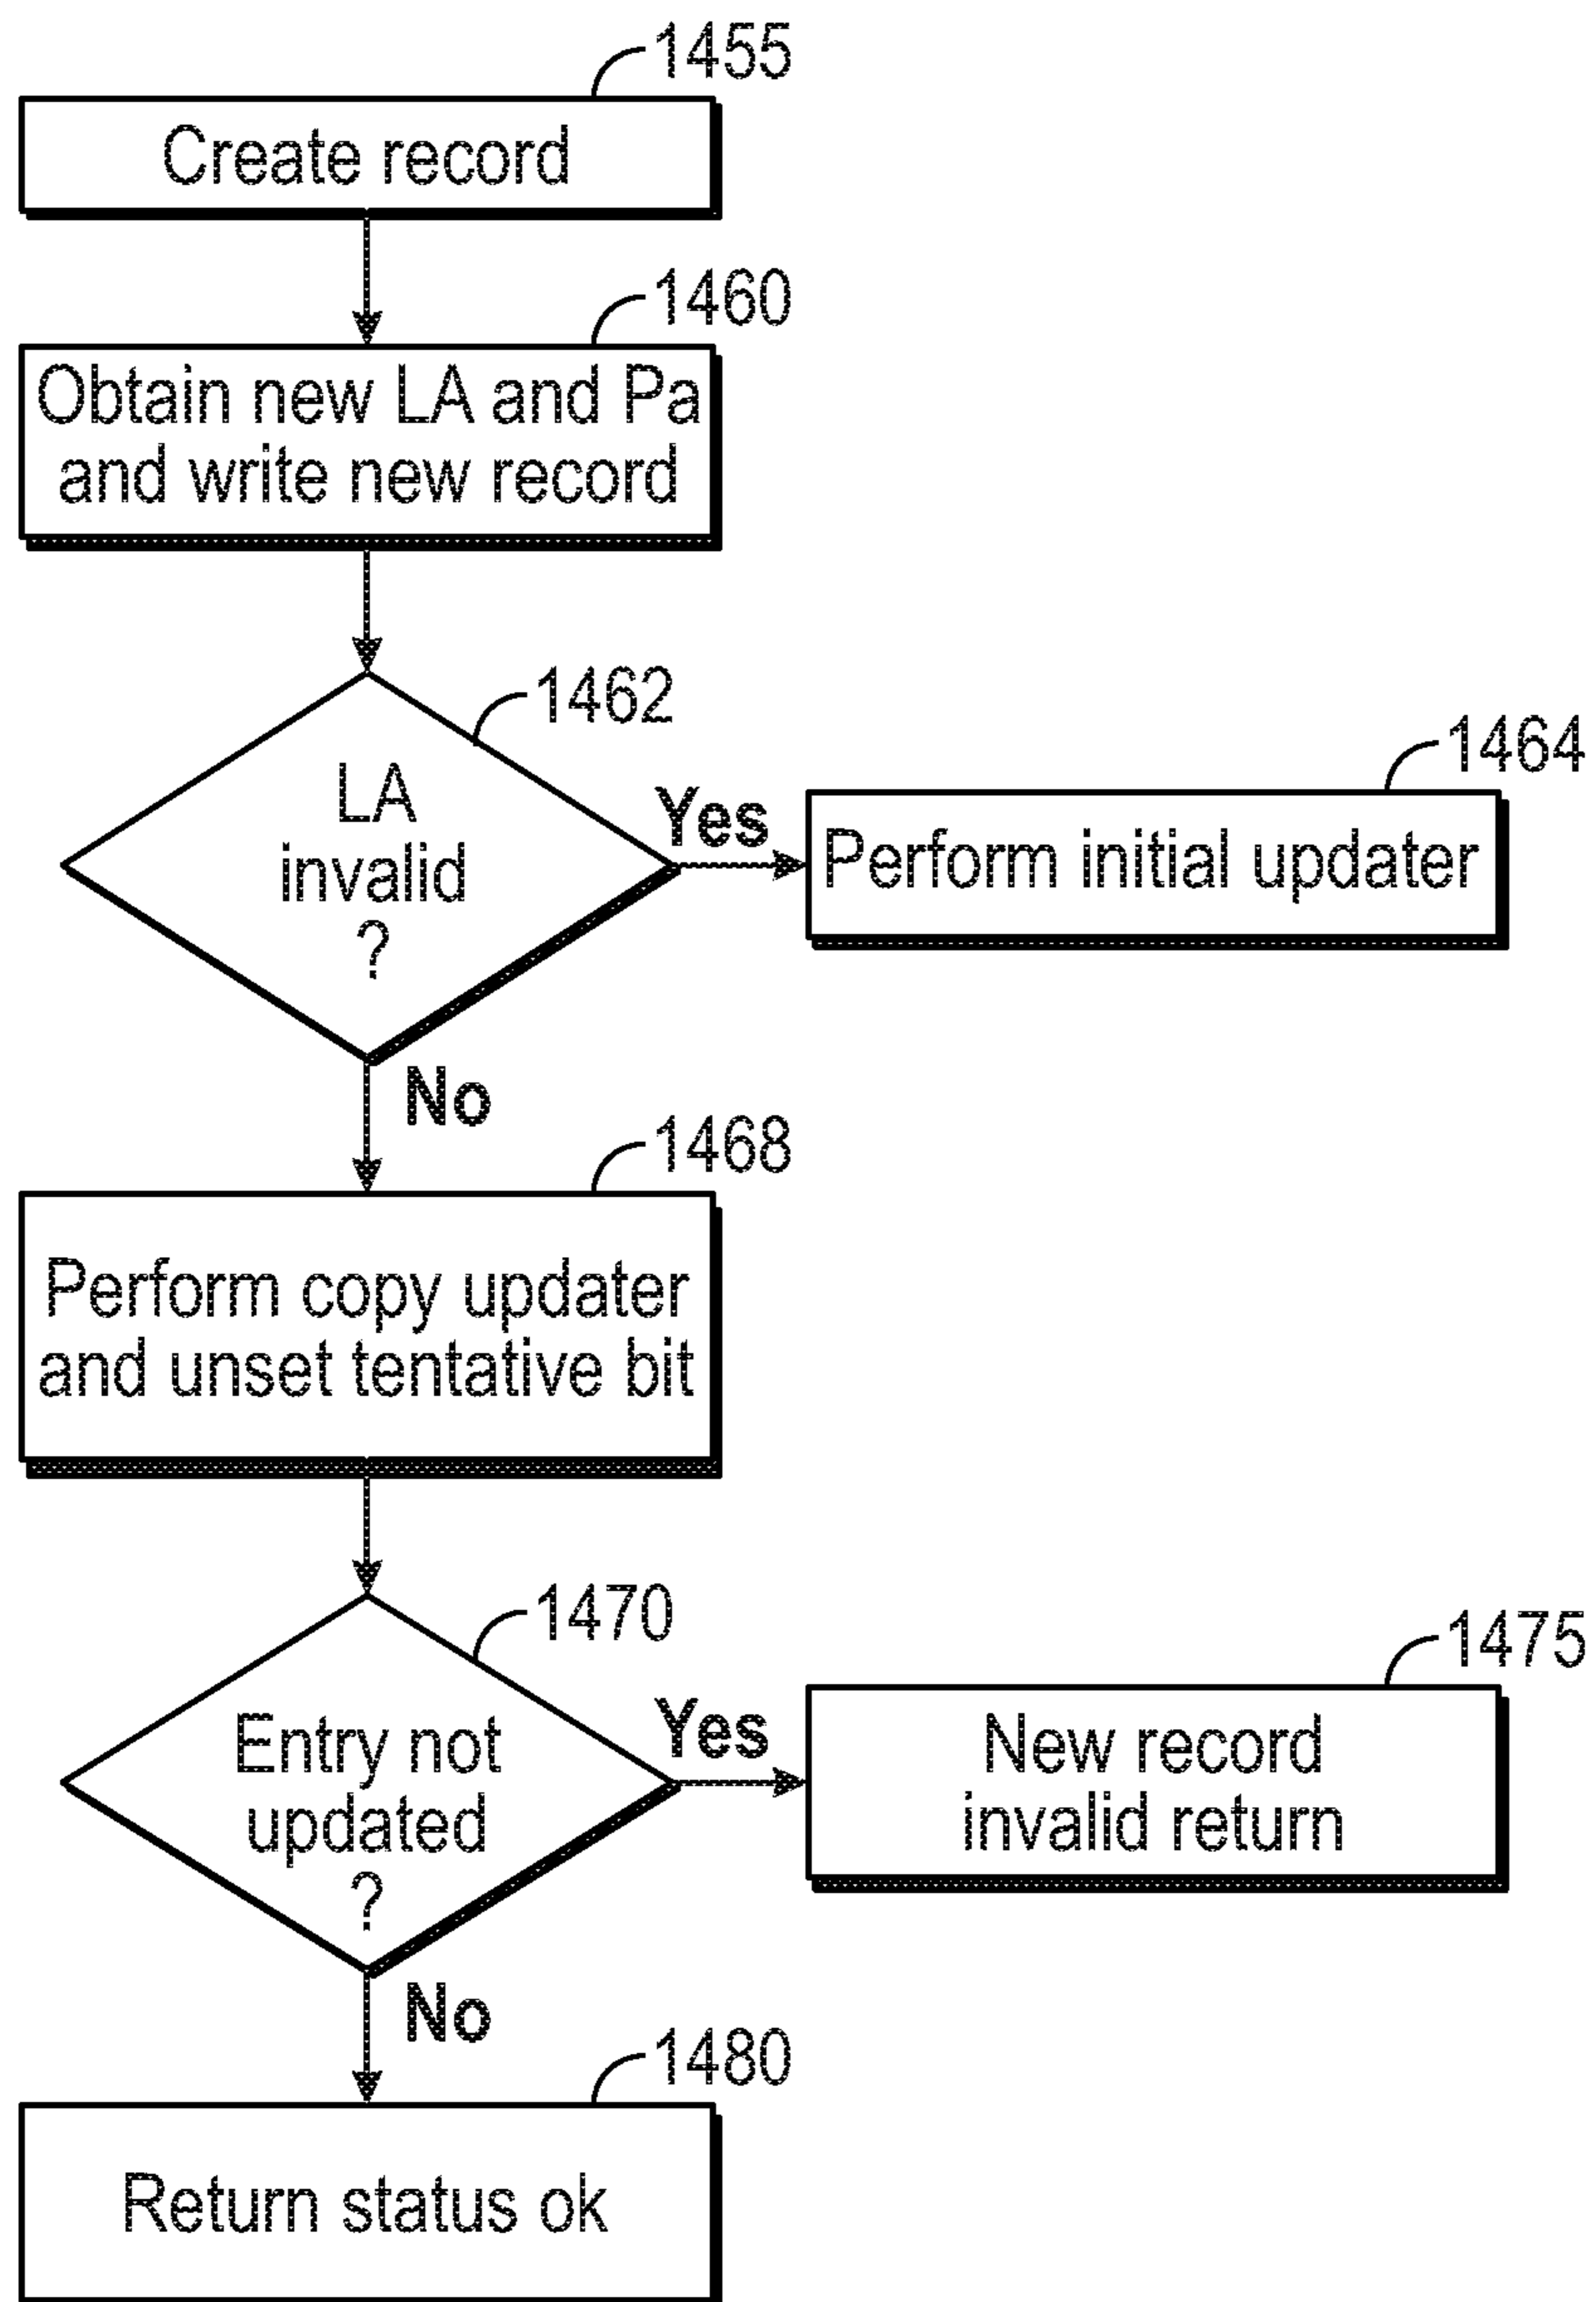 1455
Create record
1460
Obtain new LA and Pa
and write new record
1462
LA
invalid
?
Yes
1464
Perform initial updater
No
1468
Perform copy updater
and unset tentative bit
1470
Entry not
updated
?
Yes
1475
New record
invalid return
No
1480
Return status ok